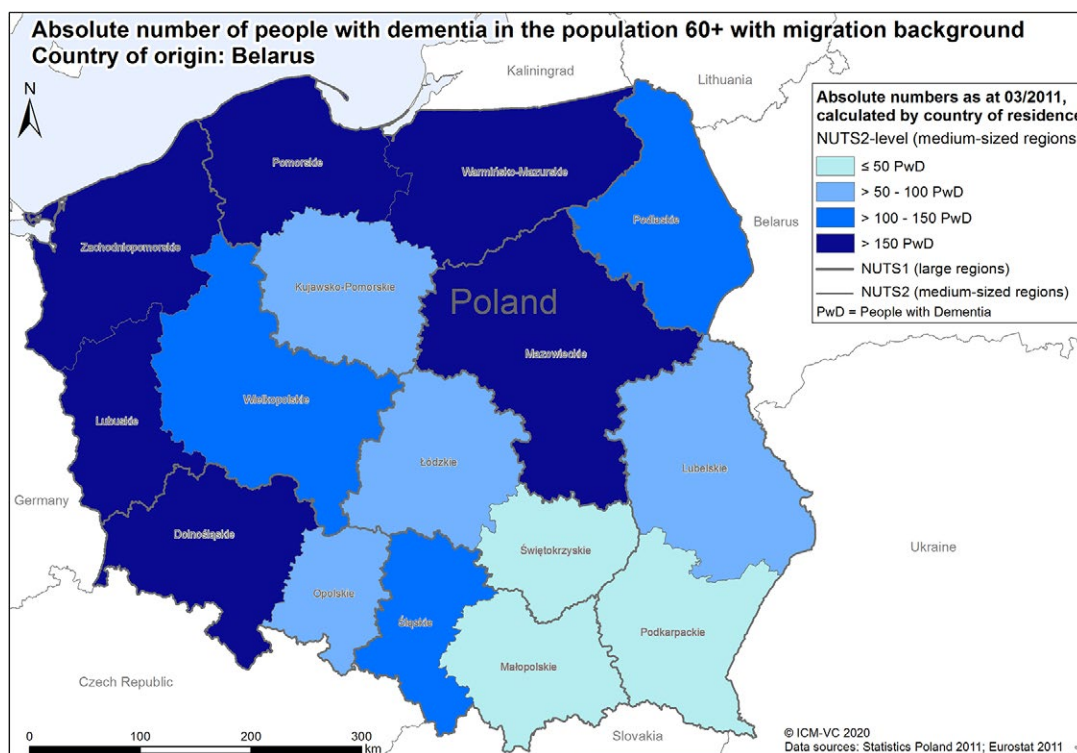 Absolute number of people with dementia in the population 60+ with migration background
Country of origin: Belarus
Kaliningrad
Lithuania
N
Absolute numbers as at 03/2011,
calculated by country of residence
NUTS2-level (medium-sized regions
≤ 50 PwD
> 50 - 100 PwD
> 100 - 150 PwD
> 150 PwD
NUTS1 (large regions)
NUTS2 (medium-sized regions)
PwD = People with Dementia
Pomorskie
Warmińsko-Mazurskie
Podlaskie
Belarus
Zachodniopomorskie
Kujawsko-Pomorskie
Poland
Mazowieckie
Wielkopolskie
Lubuskie
Łódzkie
Lubelskie
Germany
Dolnośląskie
Świętokrzyskie
Ukraine
Opolskie
Śląskie
Podkarpackie
Małopolskie
Czech Republic
Slovakia
0 100 200 300
km
© ICM-VC 2020
Data sources: Statistics Poland 2011; Eurostat 2011